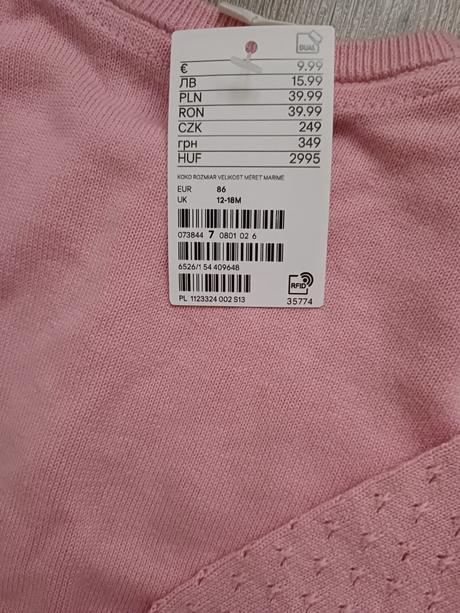 DUAL
€ 9.99
ЛВ 15.99
PLN 39.99
RON 39.99
CZK 249
грн 349
HUF 2995
KOKO ROZMIAR VELIKOST MÉRET MARIME
EUR 86
UK 12-18M
073844 7 0801 02 6
6526/1 54 409648
RFID
PL 1123324 002 S13
35774